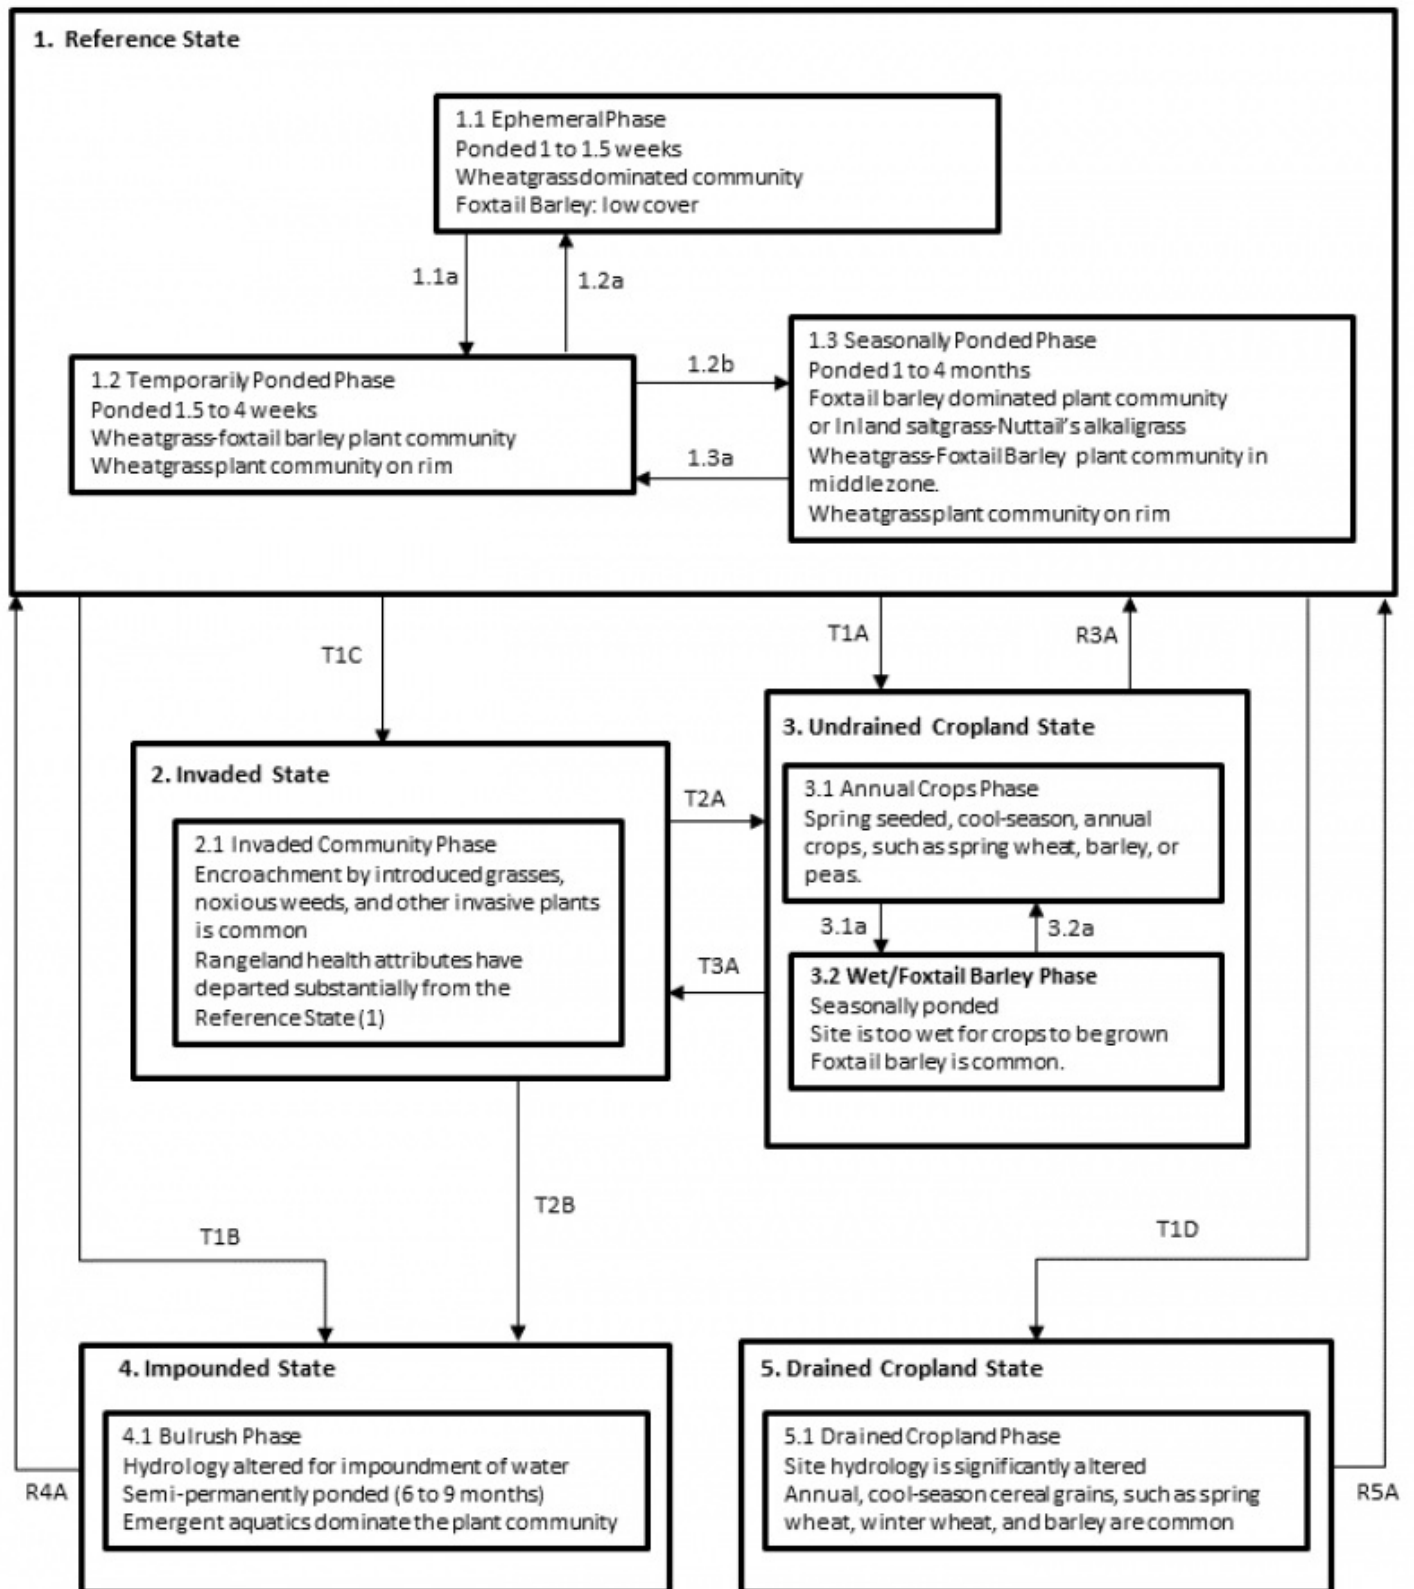 1. Reference State
1.1 Ephemeral Phase
Ponded 1 to 1.5 weeks
Wheatgrass dominated community
Foxtail Barley: low cover
1.1a
1.2a
1.2 Temporarily Ponded Phase
Ponded 1.5 to 4 weeks
Wheatgrass-foxtail barley plant community
Wheatgrass plant community on rim
1.2b
1.3a
1.3 Seasonally Ponded Phase
Ponded 1 to 4 months
Foxtail barley dominated plant community
or Inland saltgrass-Nuttail's alkaligrass
Wheatgrass-Foxtail Barley plant community in
middle zone.
Wheatgrass plant community on rim
T1C
T1A
R3A
2. Invaded State
2.1 Invaded Community Phase
Encroachment by introduced grasses,
noxious weeds, and other invasive plants
is common
Rangeland health attributes have
departed substantially from the
Reference State (1)
T2A
T3A
3. Undrained Cropland State
3.1 Annual Crops Phase
Spring seeded, cool-season, annual
crops, such as spring wheat, barley, or
peas.
3.1a
3.2a
3.2 Wet/Foxtail Barley Phase
Seasonally ponded
Site is too wet for crops to be grown
Foxtail barley is common.
T2B
T1B
T1D
4. Impounded State
4.1 Bulrush Phase
Hydrology altered for impoundment of water
Semi-permanently ponded (6 to 9 months)
Emergent aquatics dominate the plant community
R4A
5. Drained Cropland State
5.1 Drained Cropland Phase
Site hydrology is significantly altered
Annual, cool-season cereal grains, such as spring
wheat, winter wheat, and barley are common
R5A